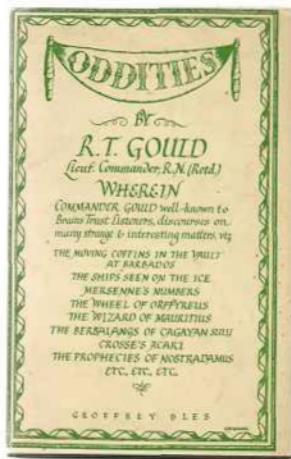 ODDITIES
BY
R.T. GOULD
Lieut. Commander, R.N. (Retd.)
WHEREIN
COMMANDER GOULD well-known to
Brains Trust listeners, discourses on
many strange & interesting matters, viz
THE MOVING COFFINS IN THE VAULT
AT BARBADOS
THE SHIPS SEEN ON THE ICE
MERSENNE'S NUMBERS
THE WHEEL OF ORFFYREUS
THE WIZARD OF MAURITIUS
THE BERBALANGS OF CAGAYAN SULU
CROSSE'S ACARI
THE PROPHECIES OF NOSTRADAMUS
ETC., ETC., ETC.
GEOFFREY BLES